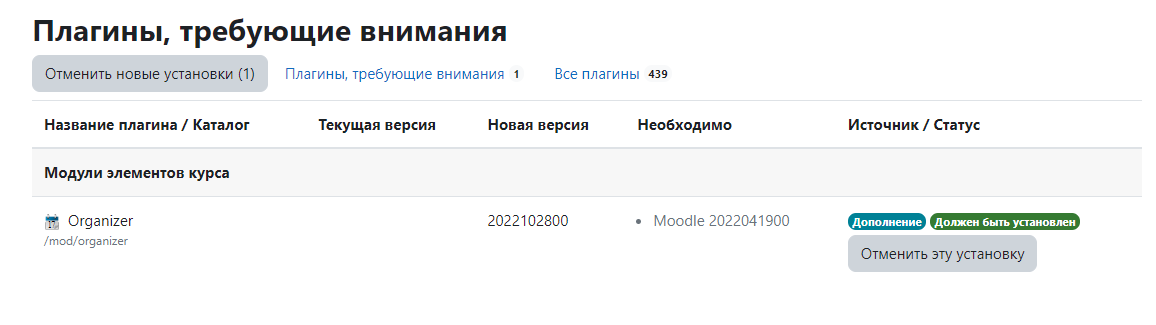 Плагины, требующие внимания
Отменить новые установки (1) Плагины, требующие внимания 1 Все плагины 439
Название плагина / Каталог Текущая версия Новая версия Необходимо Источник / Статус
Модули элементов курса
Organizer 2022102800 • Moodle 2022041900 Дополнение Должен быть установлен
/mod/organizer
Отменить эту установку